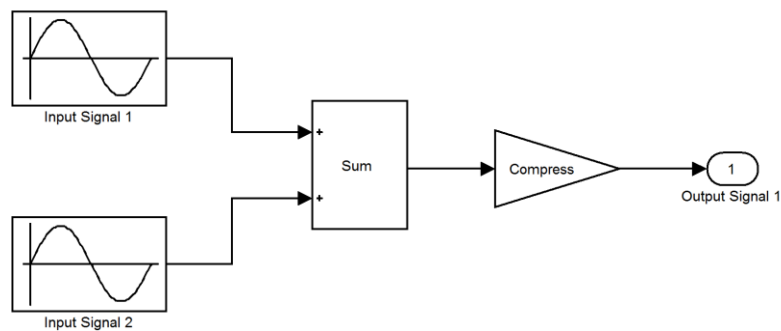 Input Signal 1
+
+
Sum
Compress
1
Output Signal 1
Input Signal 2